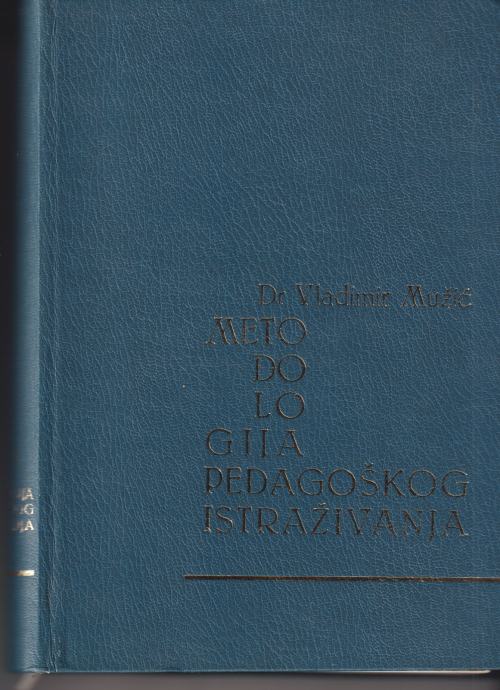 Dr Vladimir Mužić
METO
DO
LO
GIJA
PEDAGOŠKOG
ISTRAŽIVANJA